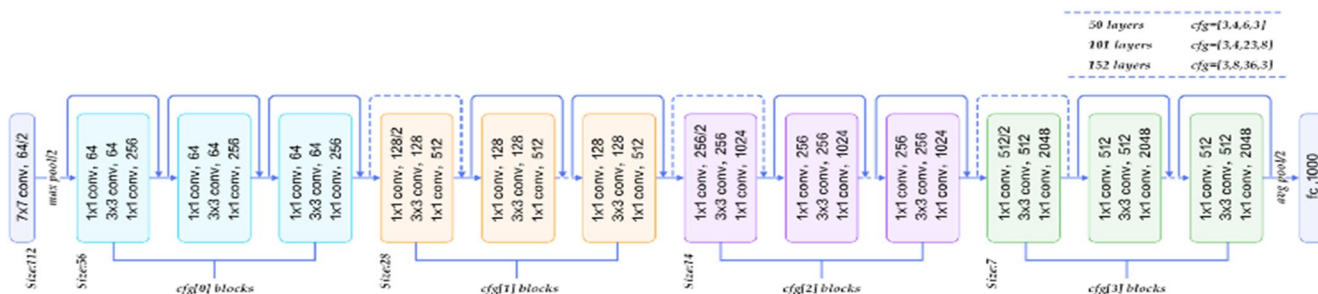 50 layers cfg=[3,4,6,3]
101 layers cfg=[3,4,23,8]
152 layers cfg=[3,8,36,3]
7x7 conv, 64/2
max pool/2
1x1 conv, 64
3x3 conv, 64
1x1 conv, 256
1x1 conv, 64
3x3 conv, 64
1x1 conv, 256
1x1 conv, 64
3x3 conv, 64
1x1 conv, 256
1x1 conv, 128/2
3x3 conv, 128
1x1 conv, 512
1x1 conv, 128
3x3 conv, 128
1x1 conv, 512
1x1 conv, 128
3x3 conv, 128
1x1 conv, 512
1x1 conv, 256/2
3x3 conv, 256
1x1 conv, 1024
1x1 conv, 256
3x3 conv, 256
1x1 conv, 1024
1x1 conv, 256
3x3 conv, 256
1x1 conv, 1024
1x1 conv, 512/2
3x3 conv, 512
1x1 conv, 2048
1x1 conv, 512
3x3 conv, 512
1x1 conv, 2048
1x1 conv, 512
3x3 conv, 512
1x1 conv, 2048
avg pool/2
fc, 1000
Size:112
Size:56
Size:28
Size:14
Size:7
cfg[0] blocks
cfg[1] blocks
cfg[2] blocks
cfg[3] blocks